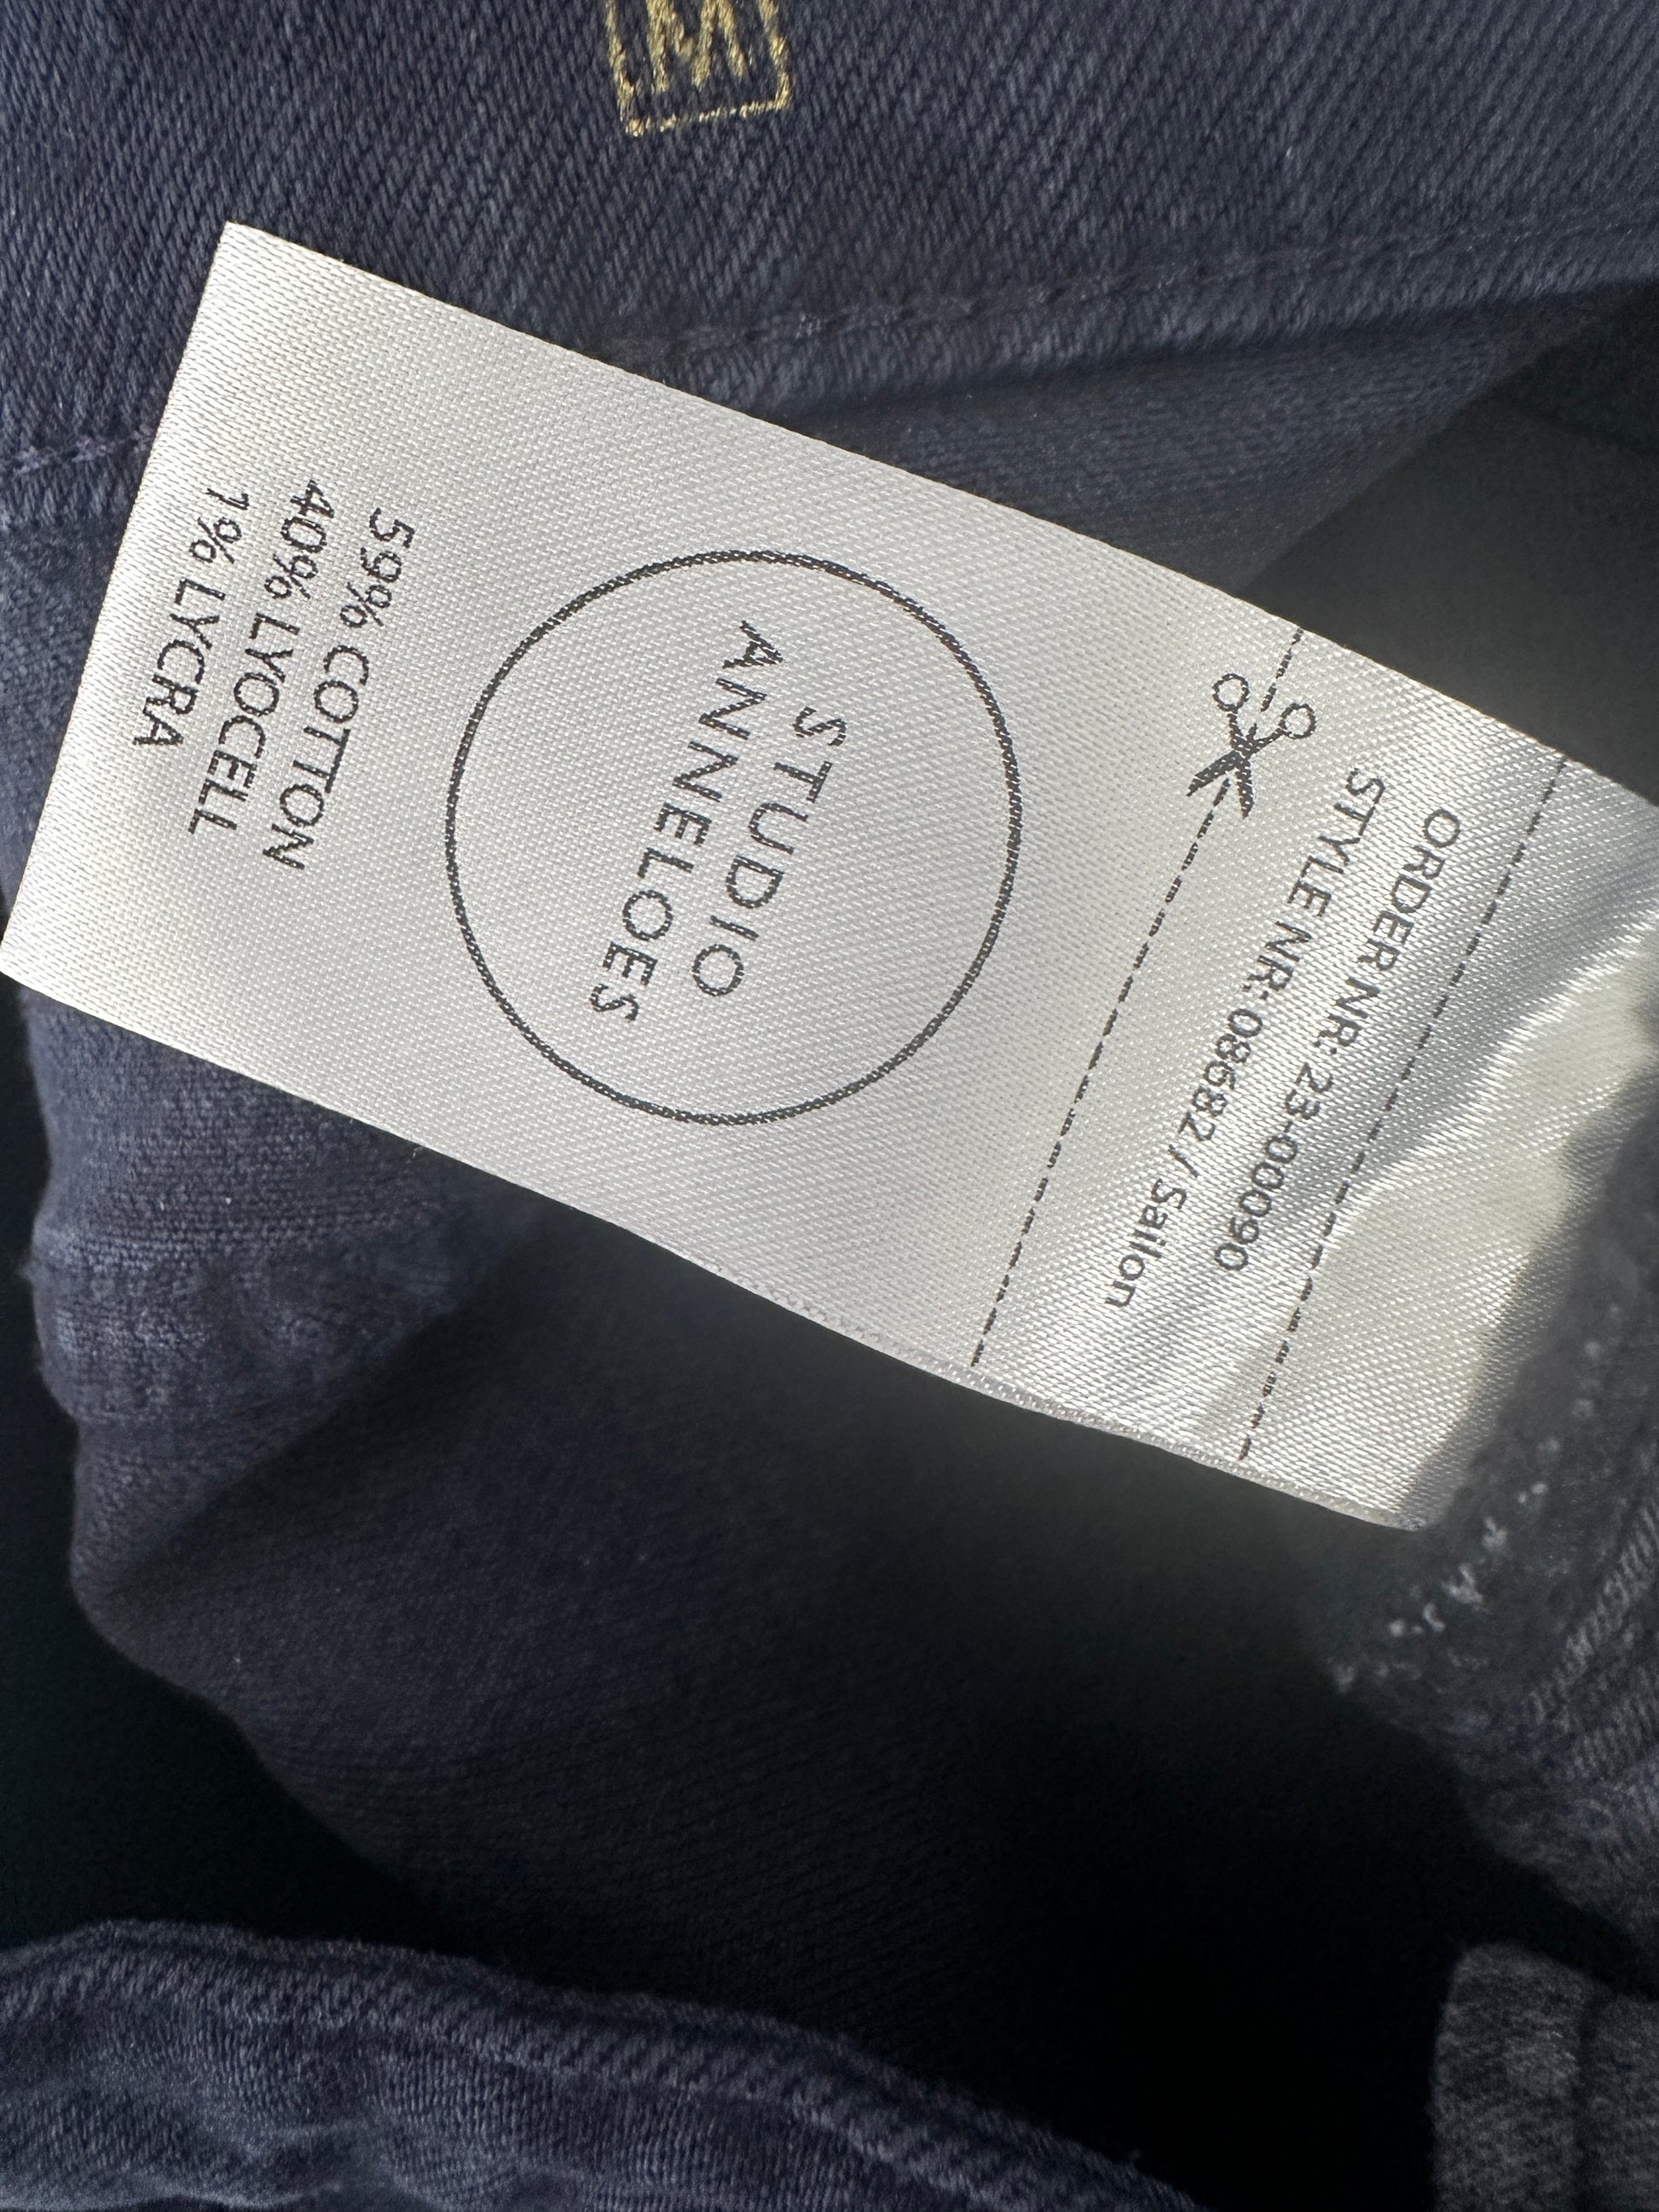 M
ORDER NR: 23-00090
STYLE NR: 08682 / Sailon
STUDIO
ANNELOES
59% COTTON
40% LYOCELL
1% LYCRA